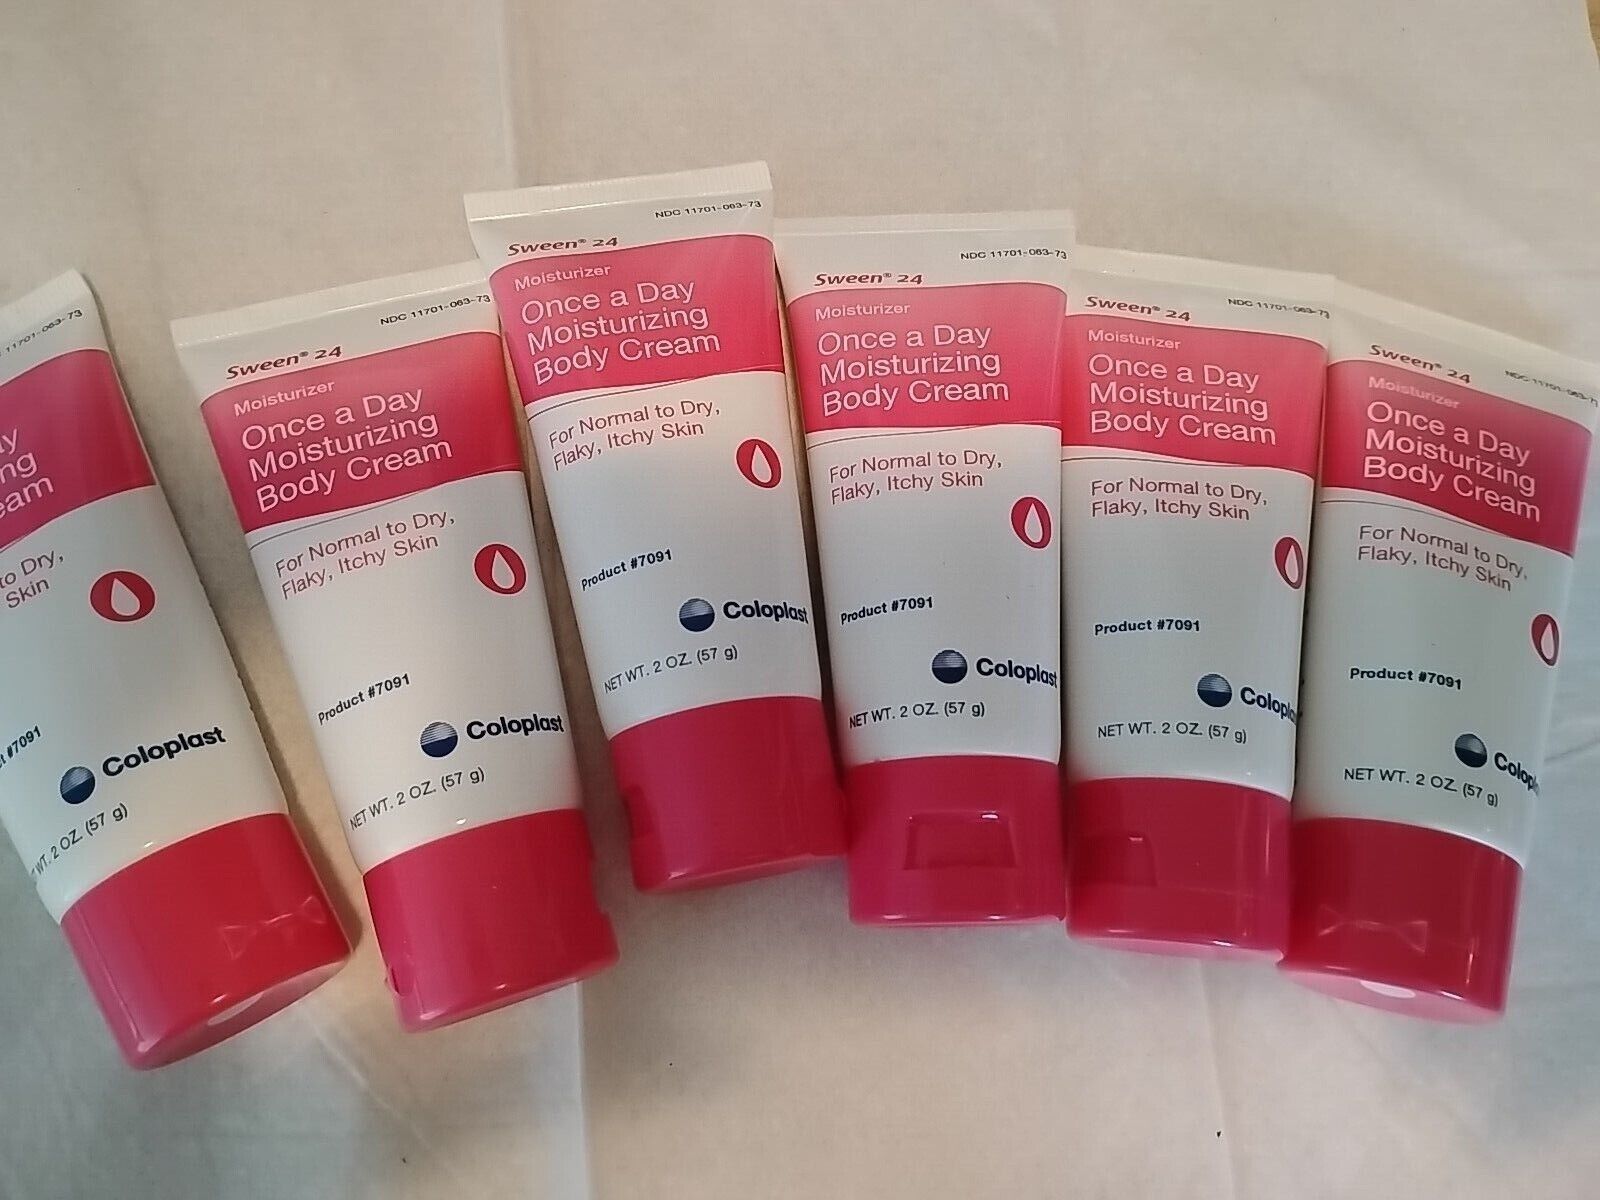 11701-063-73
to Dry,
Skin
#7091
Coloplast
WT. 2 OZ. (57 g)
NDC 11701-063-73
Sween® 24
Moisturizer
Once a Day
Moisturizing
Body Cream
For Normal to Dry,
Flaky, Itchy Skin
Product #7091
Coloplast
NET WT. 2 OZ. (57 g)
NDC 11701-063-73
Sween® 24
Moisturizer
Once a Day
Moisturizing
Body Cream
For Normal to Dry,
Flaky, Itchy Skin
Product #7091
Coloplast
NET WT. 2 OZ. (57 g)
NDC 11701-063-73
Sween® 24
Moisturizer
Once a Day
Moisturizing
Body Cream
For Normal to Dry,
Flaky, Itchy Skin
Product #7091
Coloplast
NET WT. 2 OZ. (57 g)
NDC 11701-063-73
Sween® 24
Moisturizer
Once a Day
Moisturizing
Body Cream
For Normal to Dry,
Flaky, Itchy Skin
Product #7091
Colopla
NET WT. 2 OZ. (57 g)
NDC 11701-063-7
Sween® 24
Moisturizer
Once a Day
Moisturizing
Body Cream
For Normal to Dry,
Flaky, Itchy Skin
Product #7091
Colop
NET WT. 2 OZ. (57 g)